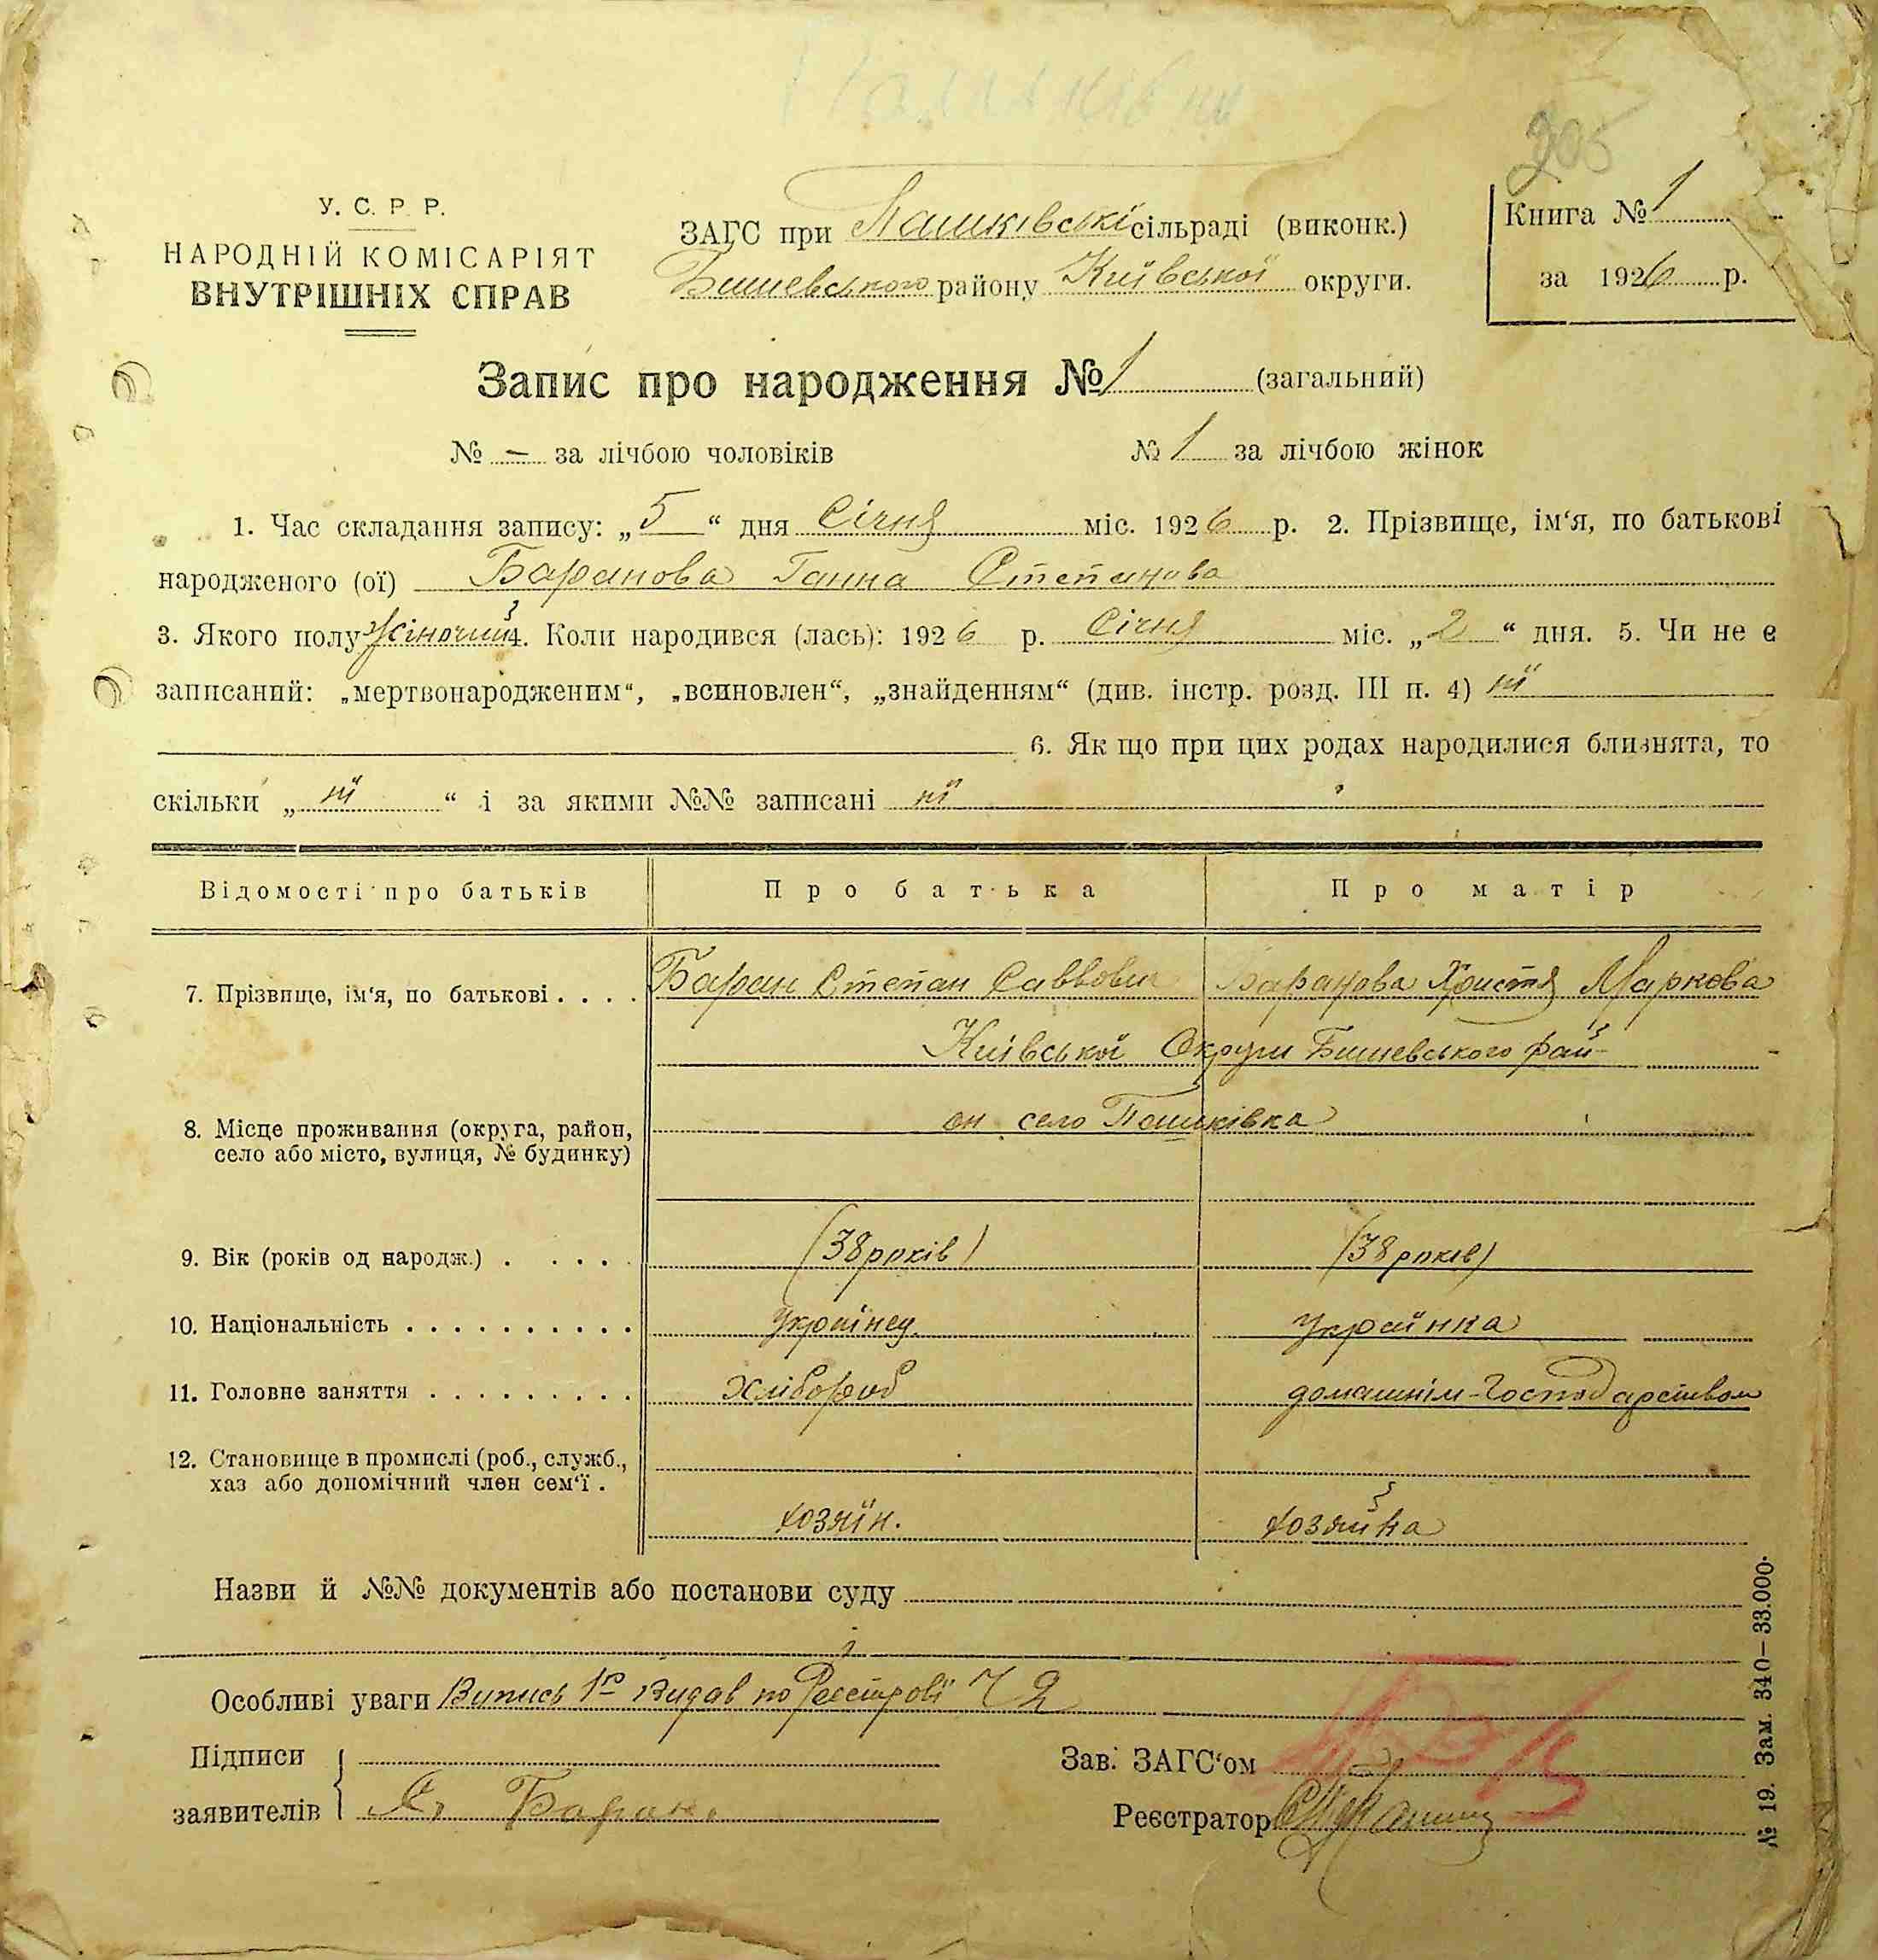 205
У. С. Р. Р.
НАРОДНІЙ КОМІСАРІЯТ
ВНУТРІШНІХ СПРАВ
ЗАГС при Пашківські сільраді (виконк.)
Бишевського району Київської округи.
Книга № 1
за 1926 р.
Запис про народження № 1 (загальний)
№ — за лічбою чоловіків № 1 за лічбою жінок
1. Час складання запису: „5“ дня Січня міс. 1926 р. 2. Прізвище, ім‘я, по батькові
народженого (ої) Баранова Ганна Степанова
3. Якого полу жіночий 4. Коли народився (лась): 1926 р. Січня міс. „2“ дня. 5. Чи не є
записаний: „мертвонародженим“, „всиновлен“, „знайденням“ (див. інстр. розд. III п. 4) ні
6. Як що при цих родах народилися близнята, то
скільки „ ні “ і за якими №№ записані ні
Відомості про батьків Про батька Про матір
7. Прізвище, ім‘я, по батькові . . . . Баран Степан Саввович Баранова Христя Маркова
Київської Округи Бишевського рай-
8. Місце проживання (округа, район, он село Пашківка
село або місто, вулиця, № будинку)
9. Вік (років од народж.) . . . . . (38 років) (38 років)
10. Національність . . . . . . . . . . Українец. Українка
11. Головне заняття . . . . . . . . . Хлібороб домашнім-Господарством
12. Становище в промислі (роб., служб.,
хаз або допомічний член сем‘ї .
хозяїн. хозяйка
Назви й №№ документів або постанови суду
Особливі уваги Випись 1го видав по Реєстрові Ч 2
Підписи Зав. ЗАГС‘ом
заявителів Баран Реєстратор
№ 19. Зам. 340—33.000.